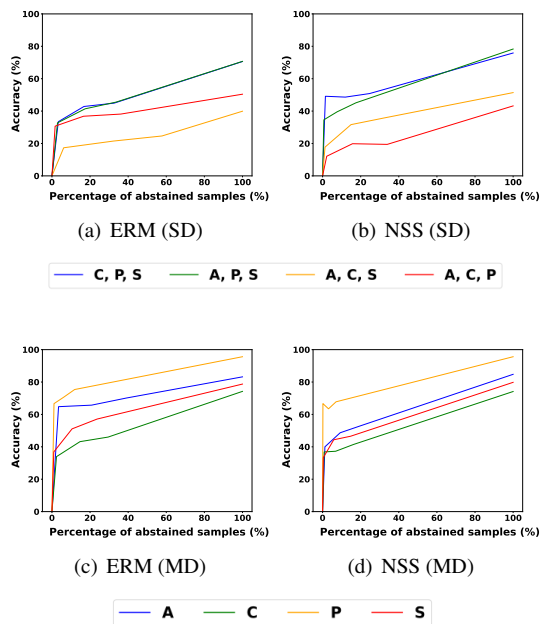 100
80
60
40
20
0
Accuracy (%)
0 20 40 60 80 100
Percentage of abstained samples (%)
(a) ERM (SD)
100
80
60
40
20
0
Accuracy (%)
0 20 40 60 80 100
Percentage of abstained samples (%)
(b) NSS (SD)
C, P, S A, P, S A, C, S A, C, P
100
80
60
40
20
0
Accuracy (%)
0 20 40 60 80 100
Percentage of abstained samples (%)
(c) ERM (MD)
100
80
60
40
20
0
Accuracy (%)
0 20 40 60 80 100
Percentage of abstained samples (%)
(d) NSS (MD)
A C P S